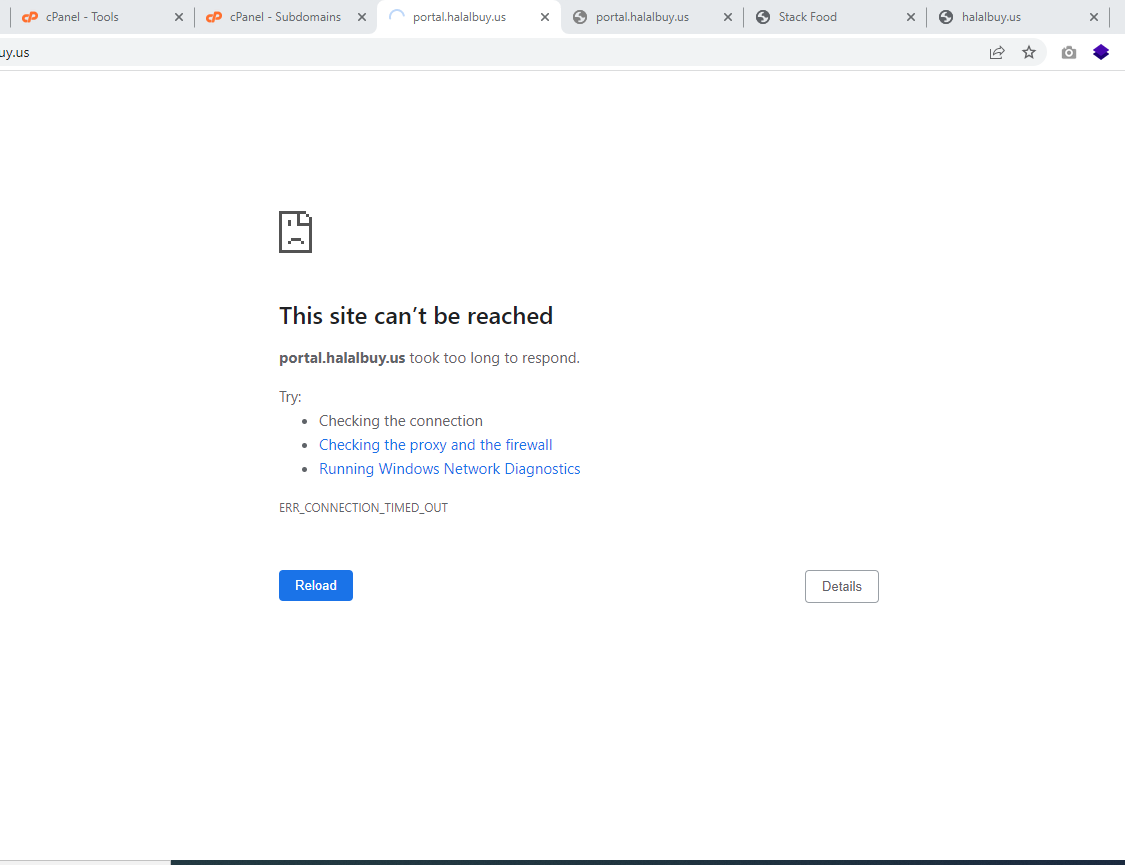 cPanel - Tools
cPanel - Subdomains
portal.halalbuy.us
portal.halalbuy.us
Stack Food
halalbuy.us
uy.us
This site can’t be reached
portal.halalbuy.us took too long to respond.
Try:
Checking the connection
Checking the proxy and the firewall
Running Windows Network Diagnostics
ERR_CONNECTION_TIMED_OUT
Reload
Details